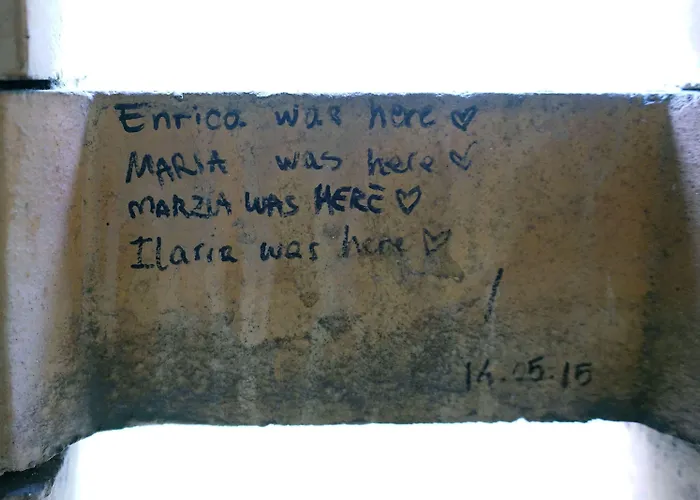 Enrica was here ♡
MARIA was here ♡
MARZIA WAS HERE ♡
Ilaria was here ♡
14.05.15